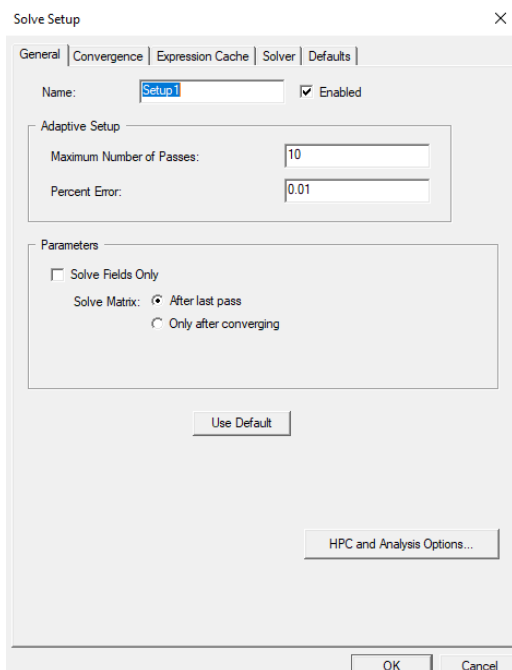 Solve Setup
General Convergence Expression Cache Solver Defaults
Name: Setup1 Enabled
Adaptive Setup
Maximum Number of Passes: 10
Percent Error: 0.01
Parameters
Solve Fields Only
Solve Matrix: After last pass
Only after converging
Use Default
HPC and Analysis Options...
OK Cancel